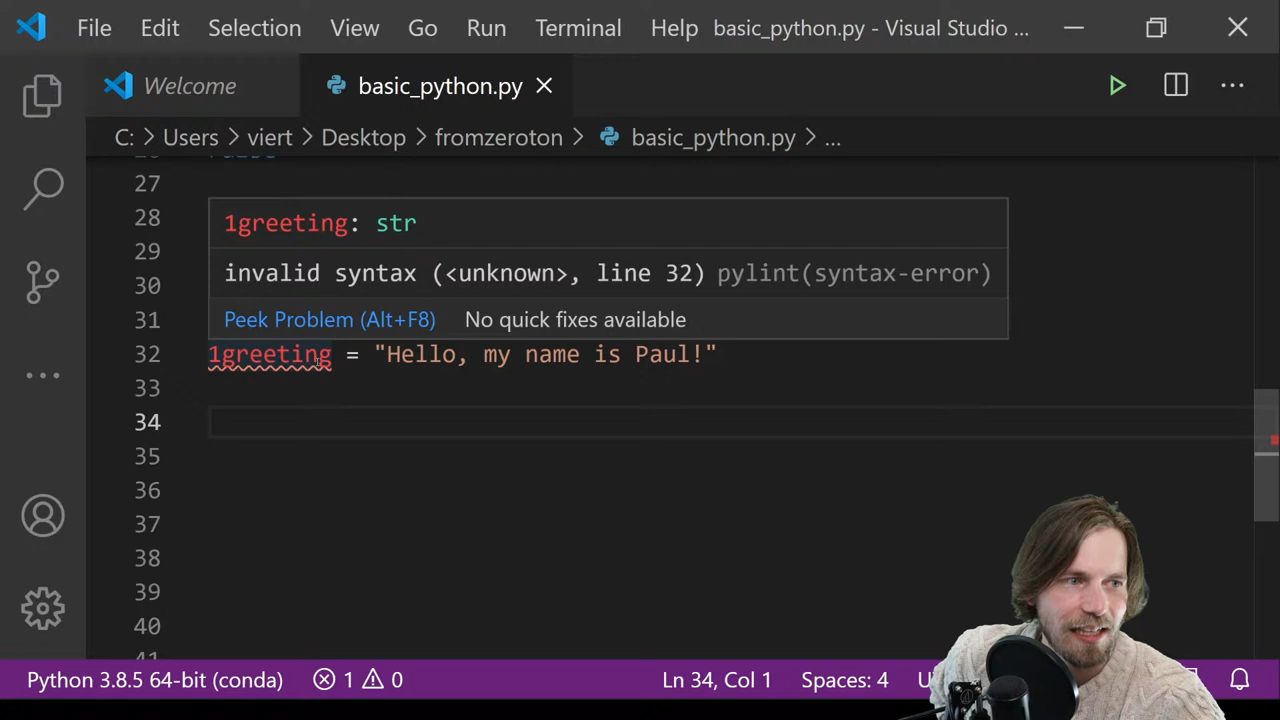 File Edit Selection View Go Run Terminal Help basic_python.py - Visual Studio ...
Welcome basic_python.py
C: > Users > viert > Desktop > fromzeroton > basic_python.py > ...
27
28
1greeting: str
29
invalid syntax (<unknown>, line 32) pylint(syntax-error)
30
31
Peek Problem (Alt+F8) No quick fixes available
32 1greeting = "Hello, my name is Paul!"
33
34
35
36
37
38
39
40
Python 3.8.5 64-bit (conda) 1 0 Ln 34, Col 1 Spaces: 4